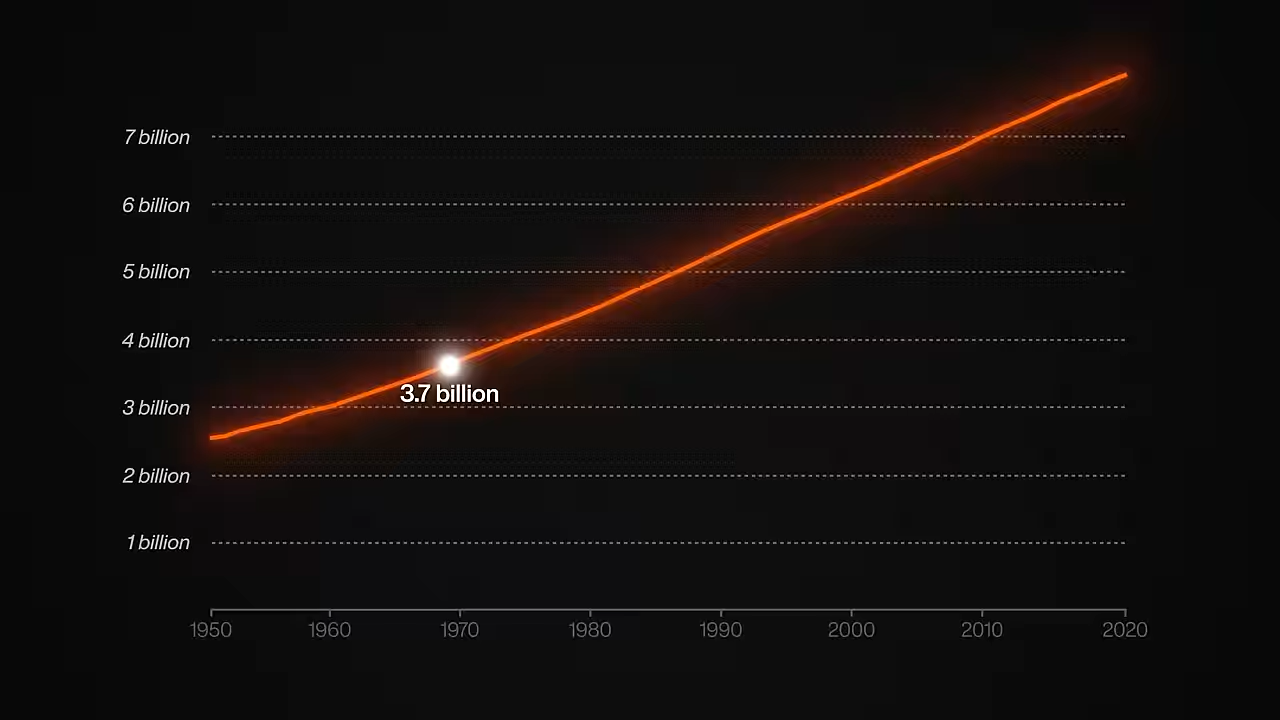 7 billion
6 billion
5 billion
4 billion
3.7 billion
3 billion
2 billion
1 billion
1950 1960 1970 1980 1990 2000 2010 2020